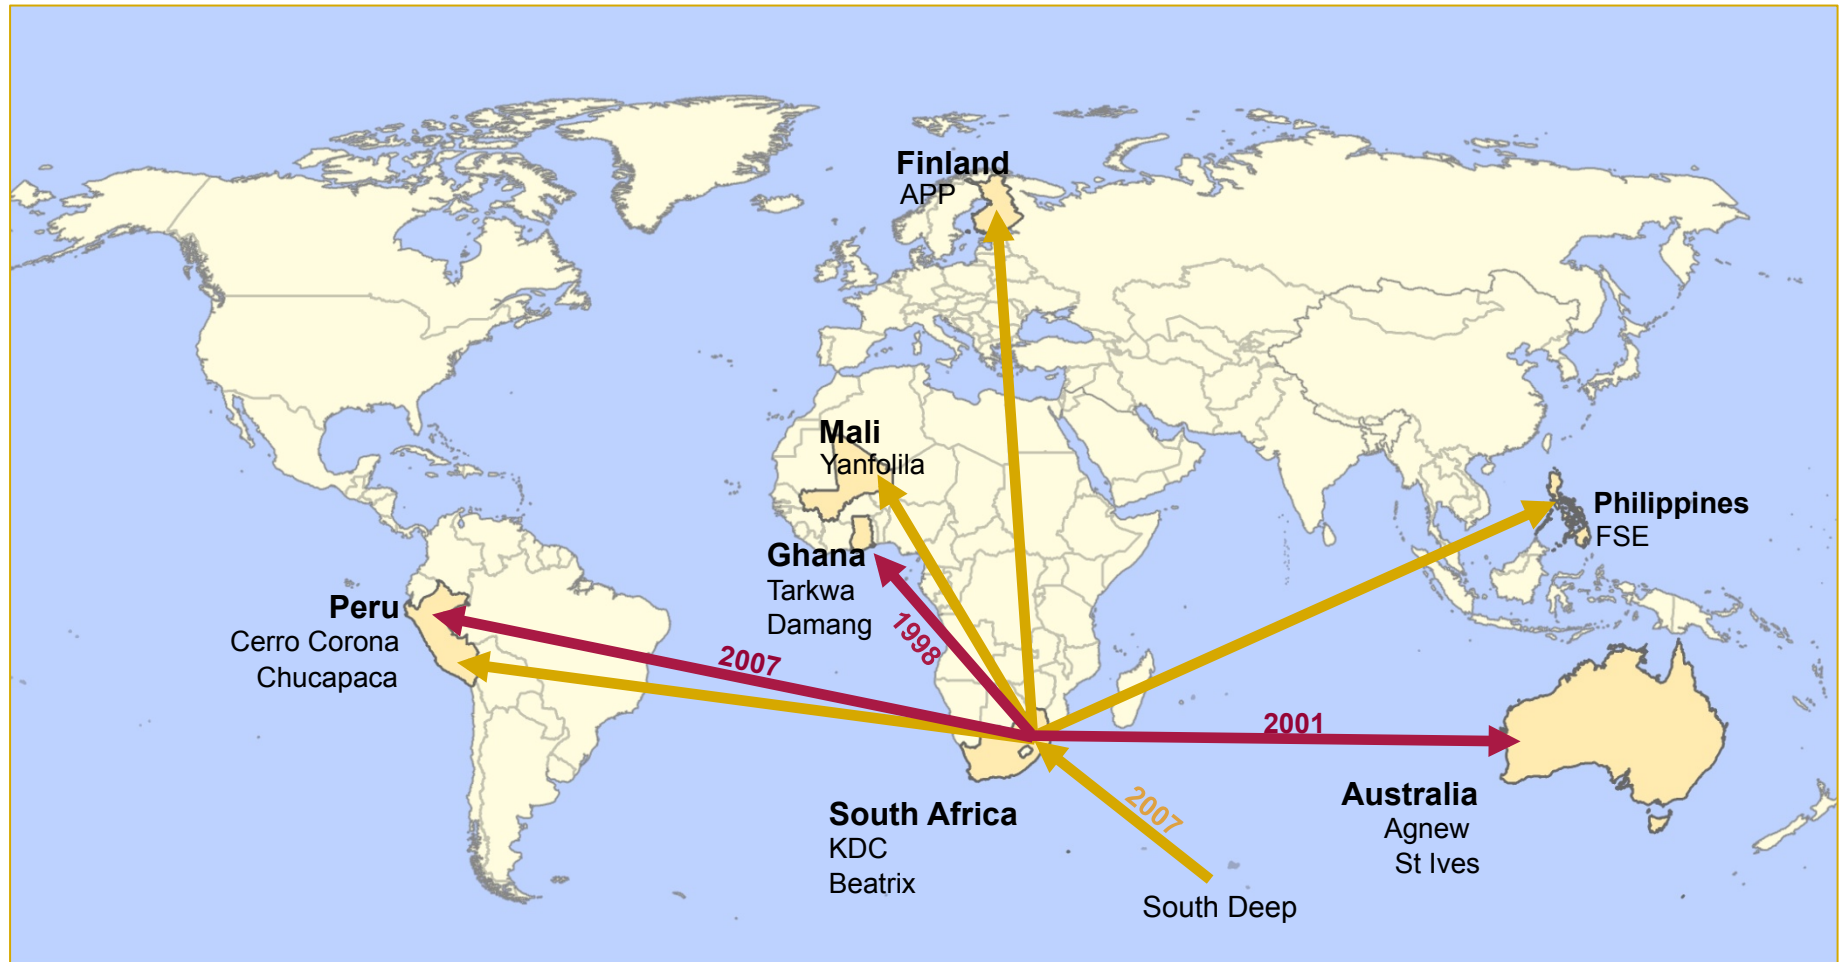 Finland
APP
Mali
Yanfolila
Philippines
FSE
Ghana
Tarkwa
Damang
1998
Peru
Cerro Corona
Chucapaca
2007
2001
South Africa
KDC
Beatrix
2007
South Deep
Australia
Agnew
St Ives